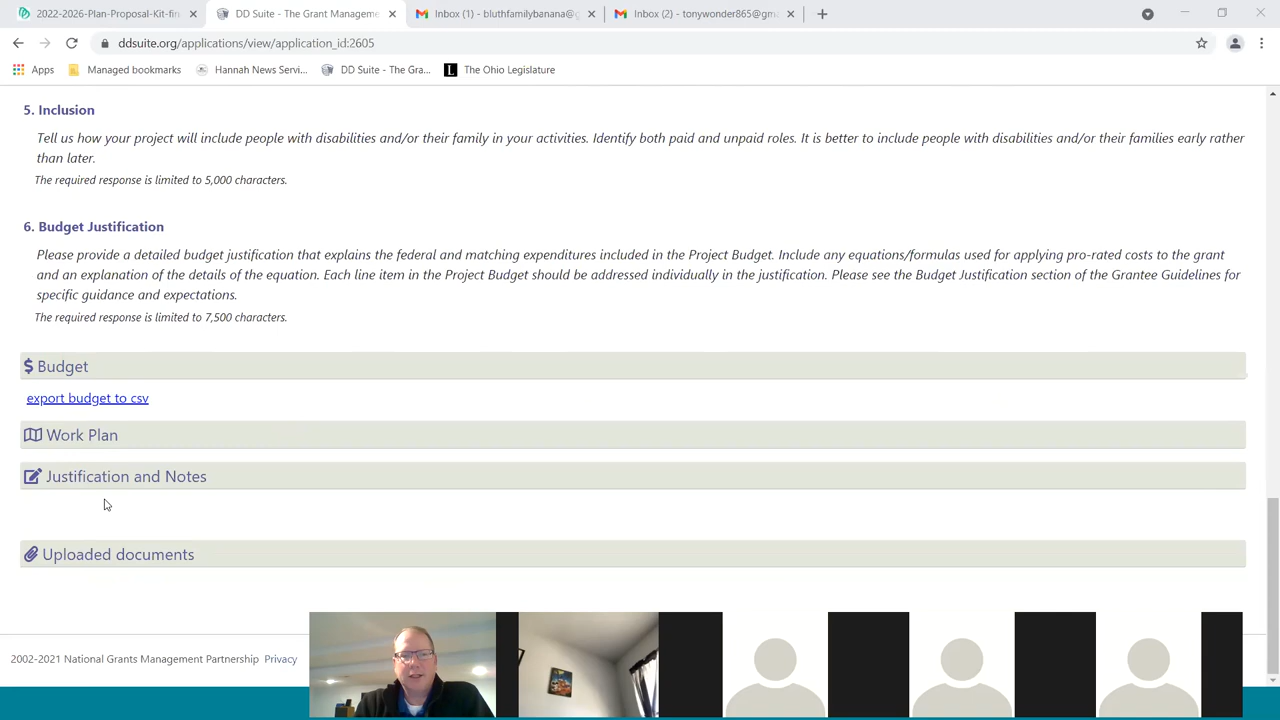 2022-2026-Plan-Proposal-Kit-fin
DD Suite - The Grant Manageme
Inbox (1) - bluthfamilybanana@g
Inbox (2) - tonywonder865@gm
ddsuite.org/applications/view/application_id:2605
Apps
Managed bookmarks
Hannah News Servi...
DD Suite - The Gra...
L The Ohio Legislature
5. Inclusion
Tell us how your project will include people with disabilities and/or their family in your activities. Identify both paid and unpaid roles. It is better to include people with disabilities and/or their families early rather
than later.
The required response is limited to 5,000 characters.
6. Budget Justification
Please provide a detailed budget justification that explains the federal and matching expenditures included in the Project Budget. Include any equations/formulas used for applying pro-rated costs to the grant
and an explanation of the details of the equation. Each line item in the Project Budget should be addressed individually in the justification. Please see the Budget Justification section of the Grantee Guidelines for
specific guidance and expectations.
The required response is limited to 7,500 characters.
$ Budget
export budget to csv
Work Plan
Justification and Notes
Uploaded documents
2002-2021 National Grants Management Partnership Privacy